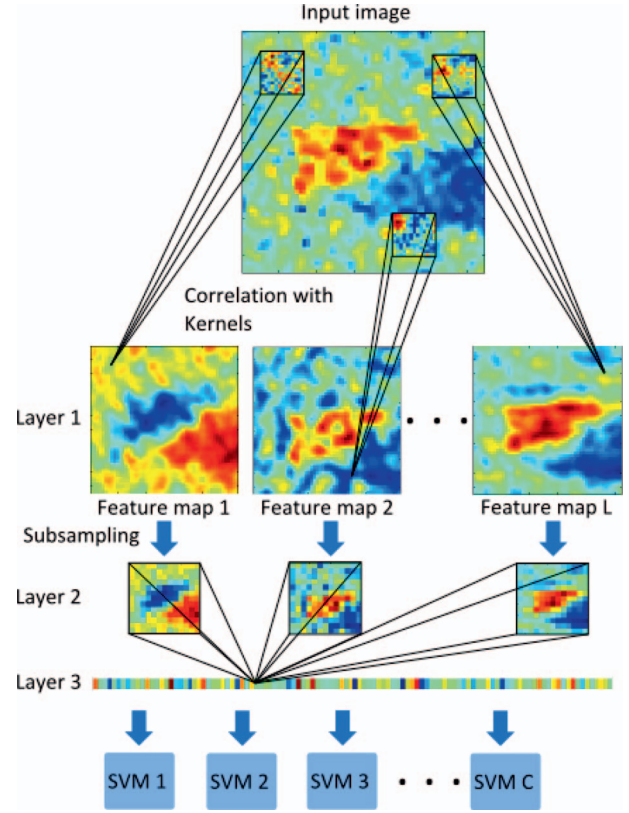 Input image
Correlation with
Kernels
Layer 1
Feature map 1
Feature map 2
Feature map L
Subsampling
Layer 2
Layer 3
SVM 1
SVM 2
SVM 3
SVM C